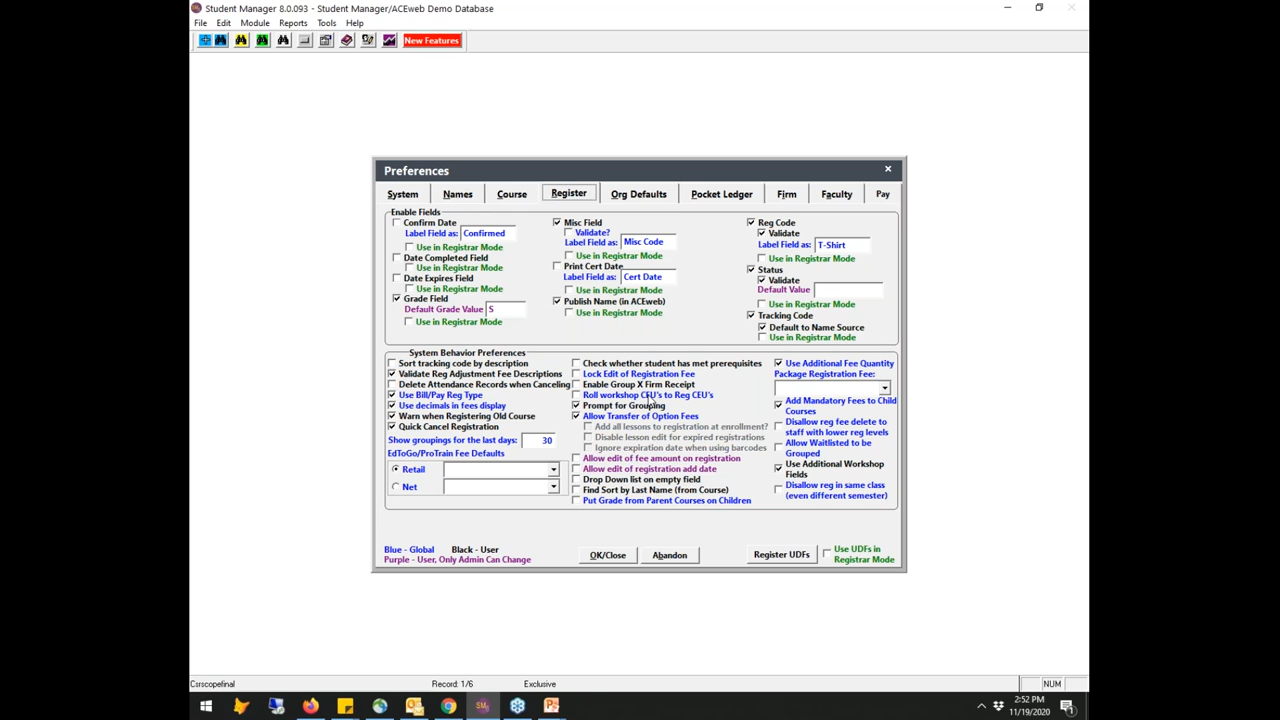 Student Manager 8.0.093 - Student Manager/ACEweb Demo Database
File Edit Module Reports Tools Help
New Features
Preferences
System Names Course Register Org Defaults Pocket Ledger Firm Faculty Pay
Enable Fields
Confirm Date
Label Field as: Confirmed
Use in Registrar Mode
Date Completed Field
Use in Registrar Mode
Date Expires Field
Use in Registrar Mode
Grade Field
Default Grade Value S
Use in Registrar Mode
Misc Field
Validate?
Label Field as: Misc Code
Use in Registrar Mode
Print Cert Date
Label Field as: Cert Date
Use in Registrar Mode
Publish Name (in ACEweb)
Use in Registrar Mode
Reg Code
Validate
Label Field as: T-Shirt
Use in Registrar Mode
Status
Validate
Default Value
Use in Registrar Mode
Tracking Code
Default to Name Source
Use in Registrar Mode
System Behavior Preferences
Sort tracking code by description
Validate Reg Adjustment Fee Descriptions
Delete Attendance Records when Canceling
Use Bill/Pay Reg Type
Use decimals in fees display
Warn when Registering Old Course
Quick Cancel Registration
Show groupings for the last days: 30
EdToGo/ProTrain Fee Defaults
Retail
Net
Check whether student has met prerequisites
Lock Edit of Registration Fee
Enable Group X Firm Receipt
Roll workshop CEU's to Reg CEU's
Prompt for Grouping
Allow Transfer of Option Fees
Add all lessons to registration at enrollment?
Disable lesson edit for expired registrations
Ignore expiration date when using barcodes
Allow edit of fee amount on registration
Allow edit of registration add date
Drop Down list on empty field
Find Sort by Last Name (from Course)
Put Grade from Parent Courses on Children
Use Additional Fee Quantity
Package Registration Fee:
Add Mandatory Fees to Child
Courses
Disallow reg fee delete to
staff with lower reg levels
Allow Waitlisted to be
Grouped
Use Additional Workshop
Fields
Disallow reg in same class
(even different semester)
Blue - Global Black - User
Purple - User, Only Admin Can Change
OK/Close Abandon Register UDFs
Use UDFs in
Registrar Mode
Csrscopefinal Record: 1/6 Exclusive NUM
2:52 PM
11/19/2020